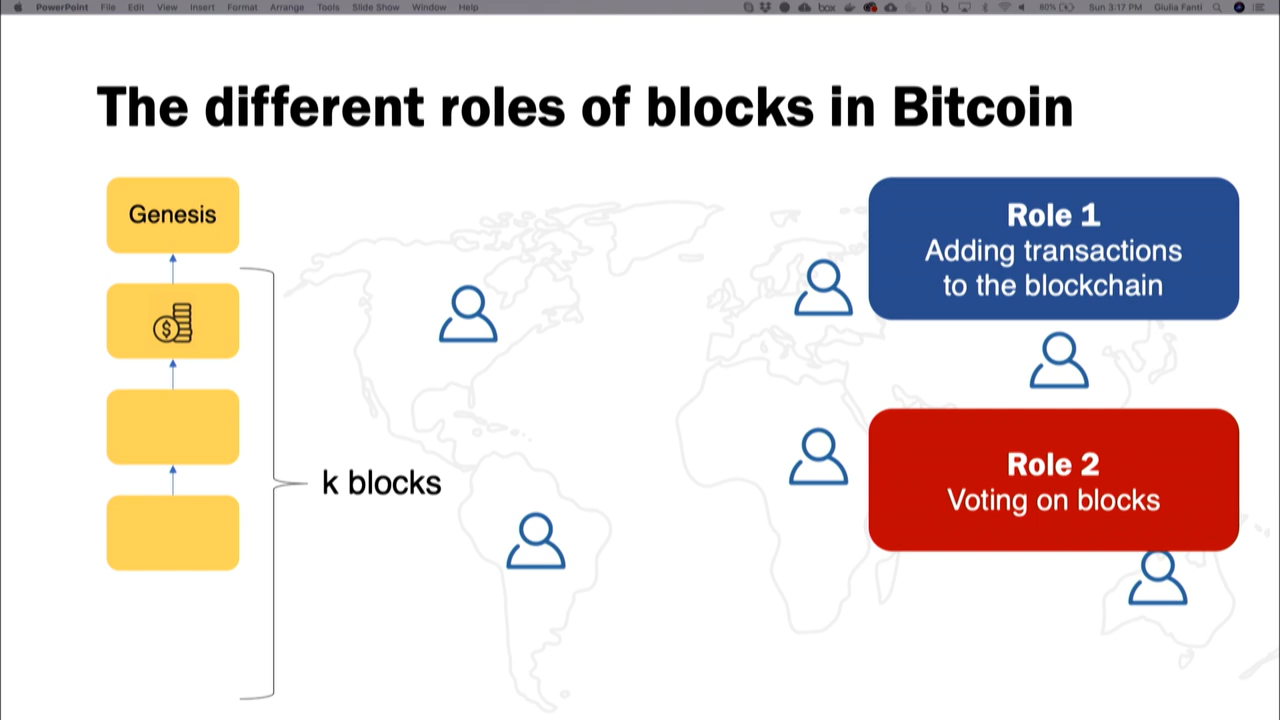 PowerPoint File Edit View Insert Format Arrange Tools Slide Show Window Help box 80% Sun 3:17 PM Giulia Fanti
The different roles of blocks in Bitcoin
Genesis
$
k blocks
Role 1
Adding transactions
to the blockchain
Role 2
Voting on blocks